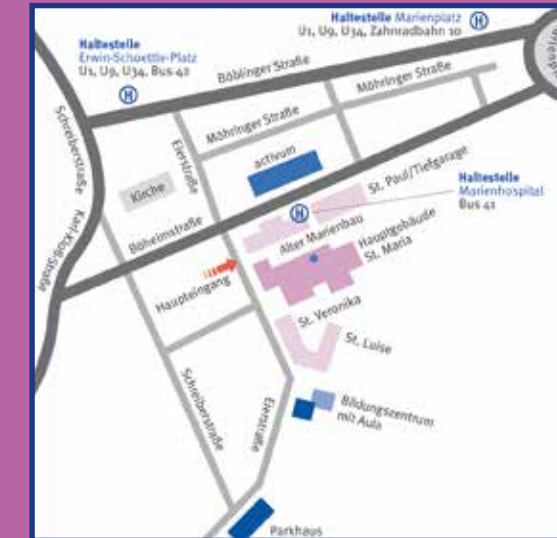 Haltestelle Marienplatz
U1, U9, U34, Zahnradbahn 10
Haltestelle
Erwin-Schoettle-Platz
U1, U9, U34, Bus 42
H
H
Böblinger Straße
Möhringer Straße
Möhringer Straße
Schreiberstraße
Eierstraße
activum
Kirche
St. Paul/Tiefgarage
Haltestelle
Marienhospital
Bus 41
H
Karl-Kloß-Straße
Böheimstraße
Alter Marienbau
Hauptgebäude
St. Maria
Haupteingang
St. Veronika
St. Luise
Schreiberstraße
Eierstraße
Bildungszentrum
mit Aula
Parkhaus